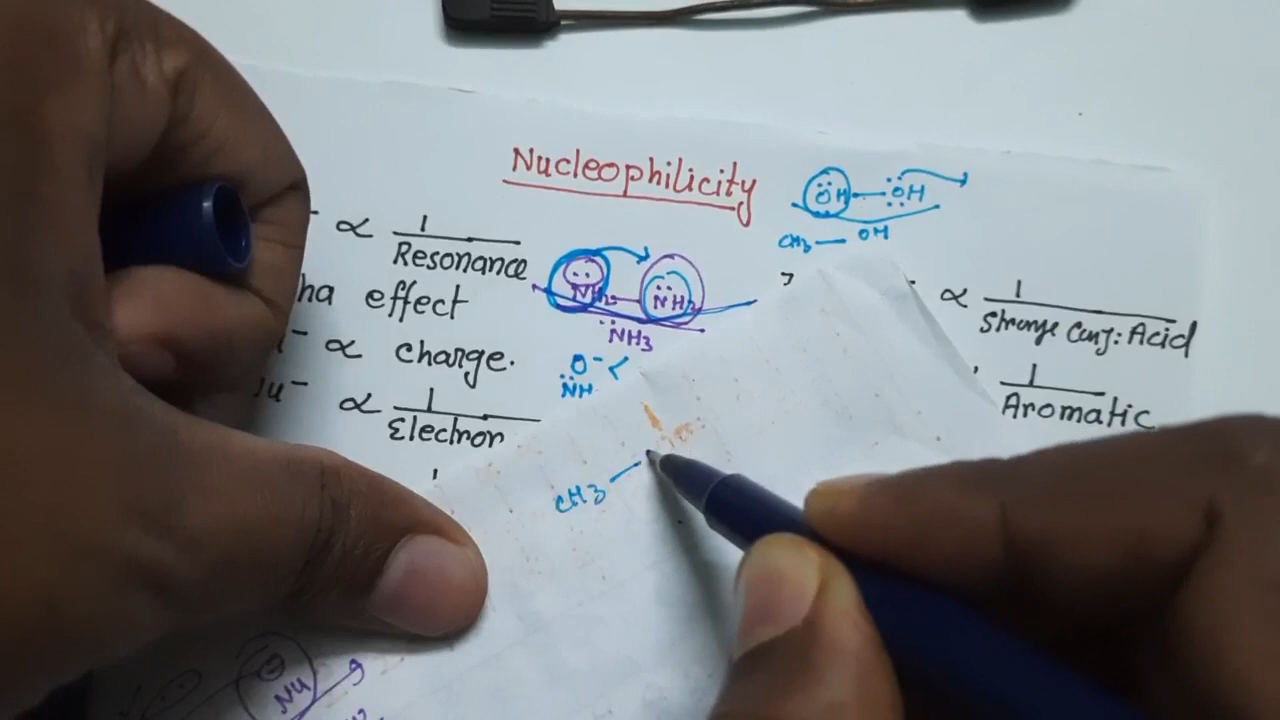 Nucleophilicity
ÖH — ÖH
CH3 — OH
∝ 1/Resonance
ha effect
NH2 — NH2
NH3
- ∝ charge.
O- <
NH
u- ∝ 1/Electron
∝ 1/Stronge Conj: Acid
1/Aromatic
CH3 —
Nu